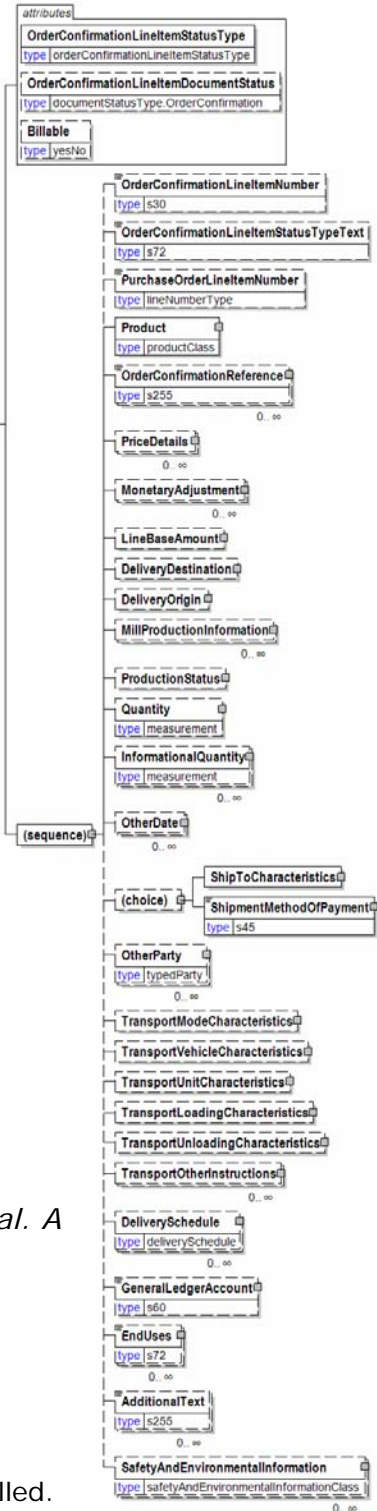 attributes
OrderConfirmationLineItemStatusType
type orderConfirmationLineItemStatusType
OrderConfirmationLineItemDocumentStatus
type documentStatusType.OrderConfirmation
Billable
type yesNo
OrderConfirmationLineItemNumber
type s30
OrderConfirmationLineItemStatusTypeText
type s72
PurchaseOrderLineItemNumber
type lineNumberType
Product
type productClass
OrderConfirmationReference
type s255
0.. ∞
PriceDetails
0.. ∞
MonetaryAdjustment
0.. ∞
LineBaseAmount
DeliveryDestination
DeliveryOrigin
MillProductionInformation
0.. ∞
ProductionStatus
Quantity
type measurement
InformationalQuantity
type measurement
0.. ∞
(sequence)
OtherDate
0.. ∞
ShipToCharacteristics
(choice)
ShipmentMethodOfPayment
type s45
OtherParty
type typedParty
0.. ∞
TransportModeCharacteristics
TransportVehicleCharacteristics
TransportUnitCharacteristics
TransportLoadingCharacteristics
TransportUnloadingCharacteristics
TransportOtherInstructions
0.. ∞
al. A
DeliverySchedule
type deliverySchedule
0.. ∞
GeneralLedgerAccount
type s60
EndUses
type s72
0.. ∞
AdditionalText
type s255
0.. ∞
SafetyAndEnvironmentalInformation
type safetyAndEnvironmentalInformationClass
lled.
0.. ∞